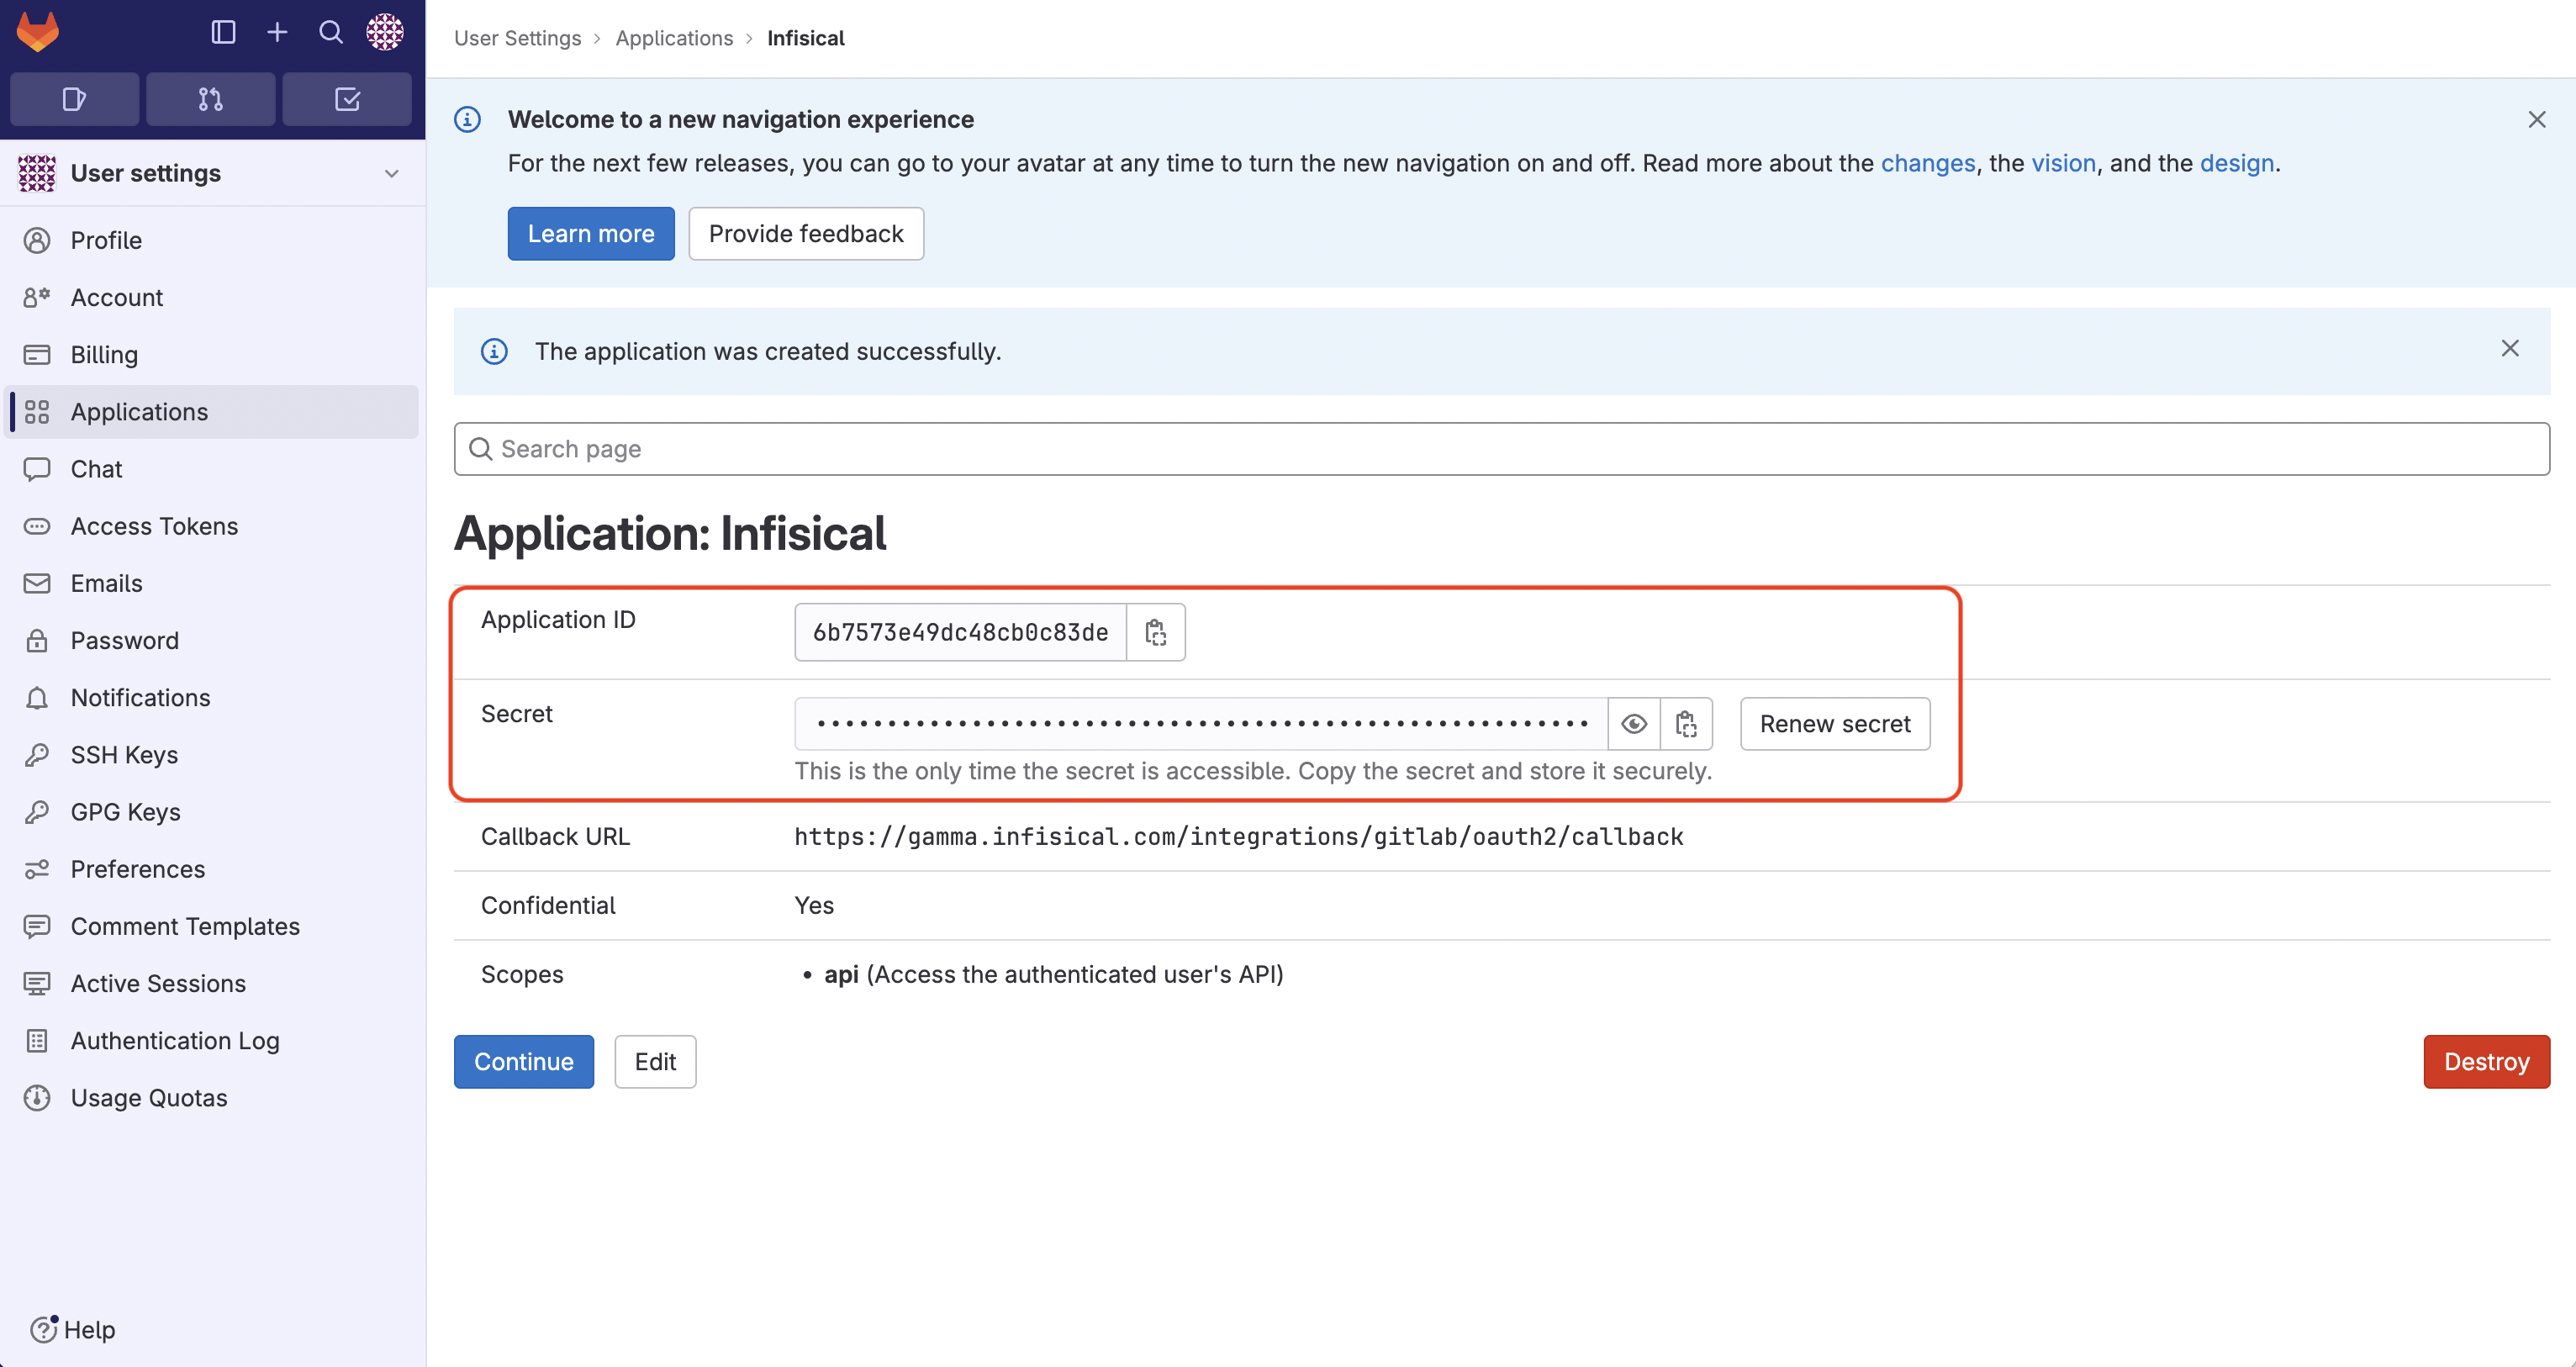 User Settings > Applications > Infisical
Welcome to a new navigation experience
For the next few releases, you can go to your avatar at any time to turn the new navigation on and off. Read more about the changes, the vision, and the design.
Learn more
Provide feedback
User settings
Profile
Account
Billing
Applications
Chat
Access Tokens
Emails
Password
Notifications
SSH Keys
GPG Keys
Preferences
Comment Templates
Active Sessions
Authentication Log
Usage Quotas
Help
The application was created successfully.
Search page
Application: Infisical
Application ID
6b7573e49dc48cb0c83de
Secret
Renew secret
This is the only time the secret is accessible. Copy the secret and store it securely.
Callback URL
https://gamma.infisical.com/integrations/gitlab/oauth2/callback
Confidential
Yes
Scopes
• api (Access the authenticated user's API)
Continue
Edit
Destroy